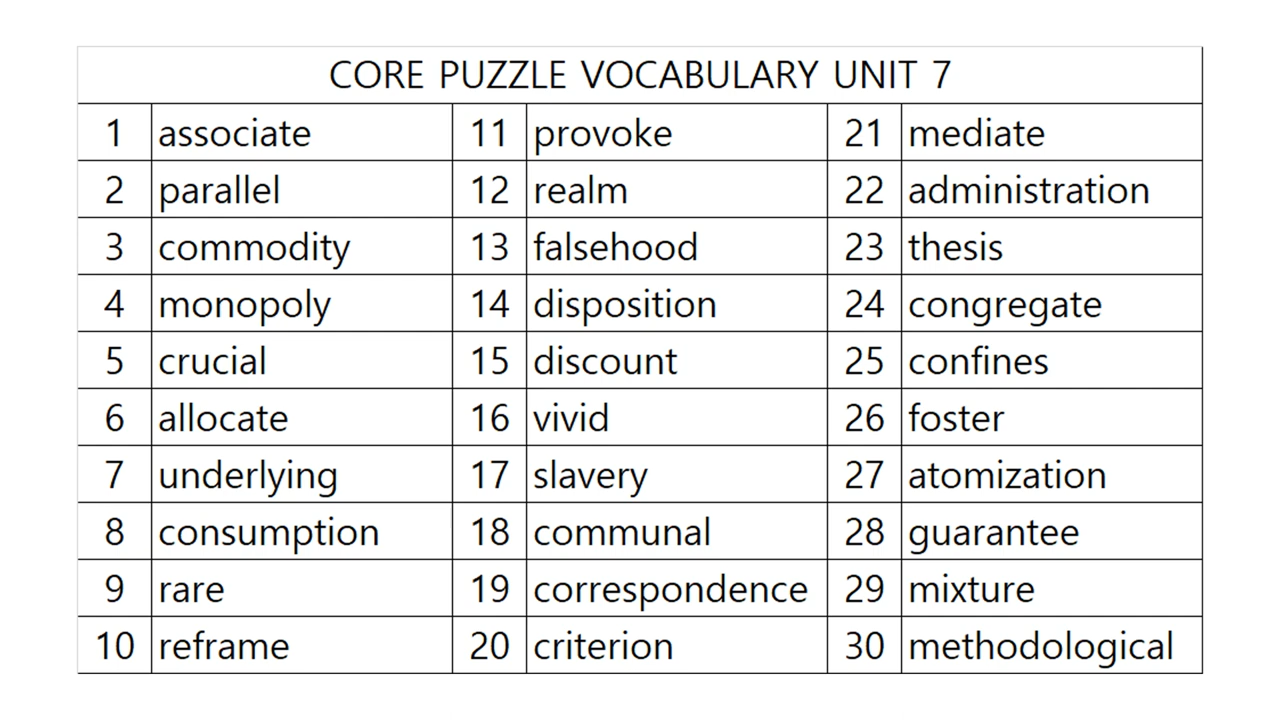 CORE PUZZLE VOCABULARY UNIT 7
1 associate 11 provoke 21 mediate
2 parallel 12 realm 22 administration
3 commodity 13 falsehood 23 thesis
4 monopoly 14 disposition 24 congregate
5 crucial 15 discount 25 confines
6 allocate 16 vivid 26 foster
7 underlying 17 slavery 27 atomization
8 consumption 18 communal 28 guarantee
9 rare 19 correspondence 29 mixture
10 reframe 20 criterion 30 methodological